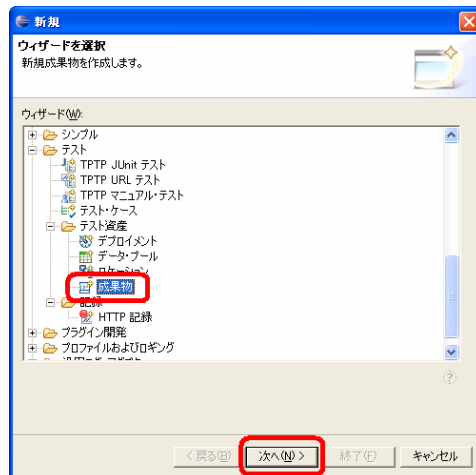 新規
ウィザードを選択
新規成果物を作成します。
ウィザード(W):
シンプル
テスト
TPTP JUnit テスト
TPTP URL テスト
TPTP マニュアル・テスト
テスト・ケース
テスト資産
デプロイメント
データ・プール
ロケーション
成果物
記録
HTTP 記録
プラグイン開発
プロファイルおよびロギング
< 戻る(B)
次へ(N) >
終了(F)
キャンセル